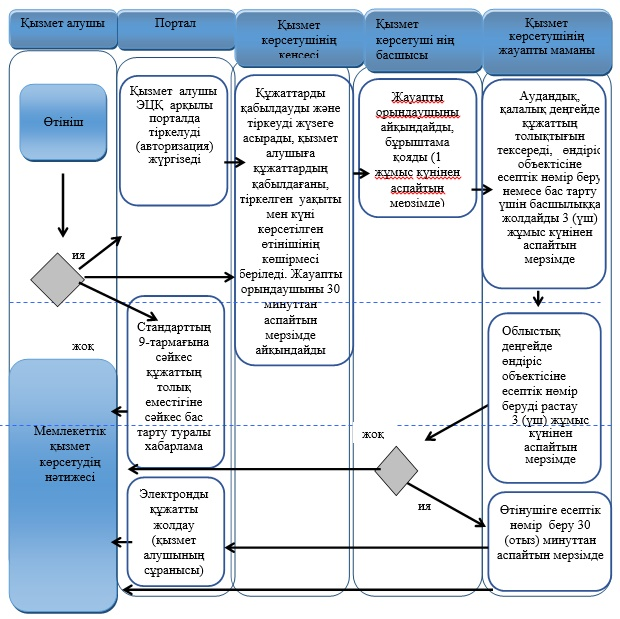 Қызмет алушы
Портал
Қызмет
көрсетушінің
кеңсесі
Қызмет
көрсетуші нің
басшысы
Қызмет
көрсетушінің
жауапты маманы
Өтініш
ия
жоқ
Мемлекеттік
қызмет
көрсетудің
нәтижесі
Қызмет алушы
ЭЦҚ арқылы
порталда
тіркелуді
(авторизация)
жүргізеді
Стандарттың
9-тармағына
сәйкес
құжаттың
толық
еместігіне
сәйкес бас
тарту туралы
хабарлама
Электронды
құжатты
жолдау
(қызмет
алушының
сұранысы)
Құжаттарды
қабылдауды және
тіркеуді жүзеге
асырады, қызмет
алушыға
құжаттардың
қабылдағаны,
тіркелген уақыты
мен күні
көрсетілген
өтінішінің
көшірмесі
беріледі. Жауапты
орындаушыны 30
минуттан
аспайтын
мерзімде
айқындайды
Жауапты
орындаушыны
айқындайды,
бұрыштама
қояды (1
жұмыс күнінен
аспайтын
мерзімде)
Аудандық,
қалалық деңгейде
құжаттың
толықтығын
тексереді, өндіріс
объектісіне
есептік нөмір беру
немесе бас тарту
үшін басшылыққа
жолдайды 3 (үш)
жұмыс күнінен
аспайтын
мерзімде
Облыстық
деңгейде
өндіріс
объектісіне
есептік нөмір
беруді растау
3 (үш) жұмыс
күнінен
аспайтын
мерзімде
жоқ
ия
Өтінушіге есептік
нөмір беру 30
(отыз) минуттан
аспайтын мерзімде